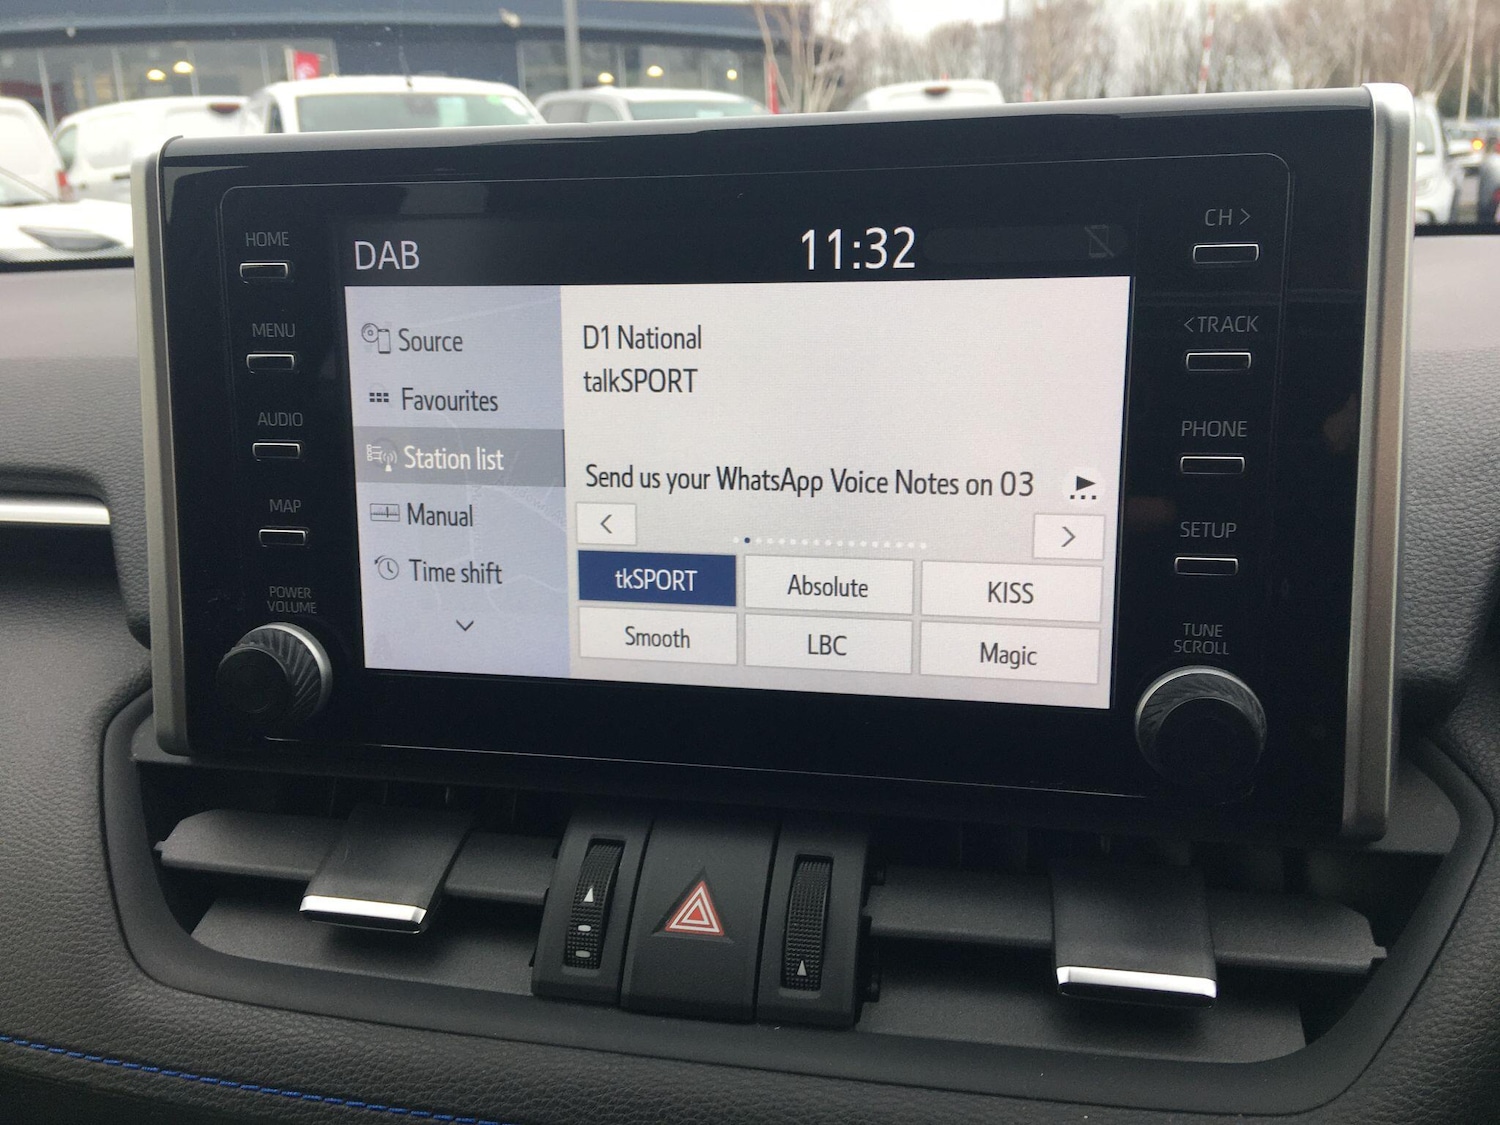 DAB
11:32
HOME
MENU
AUDIO
MAP
POWER
VOLUME
Source
Favourites
Station list
Manual
Time shift
D1 National
talkSPORT
Send us your WhatsApp Voice Notes on 03
tkSPORT
Absolute
KISS
Smooth
LBC
Magic
CH >
< TRACK
PHONE
SETUP
TUNE
SCROLL